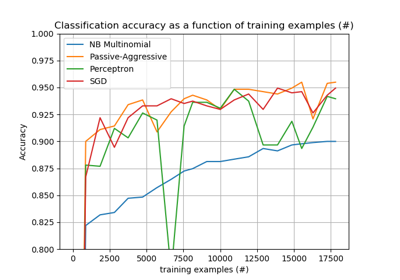 Classification accuracy as a function of training examples (#)
1.000
0.975
0.950
0.925
0.900
0.875
0.850
0.825
0.800
Accuracy
NB Multinomial
Passive-Aggressive
Perceptron
SGD
0 2500 5000 7500 10000 12500 15000 17500
training examples (#)